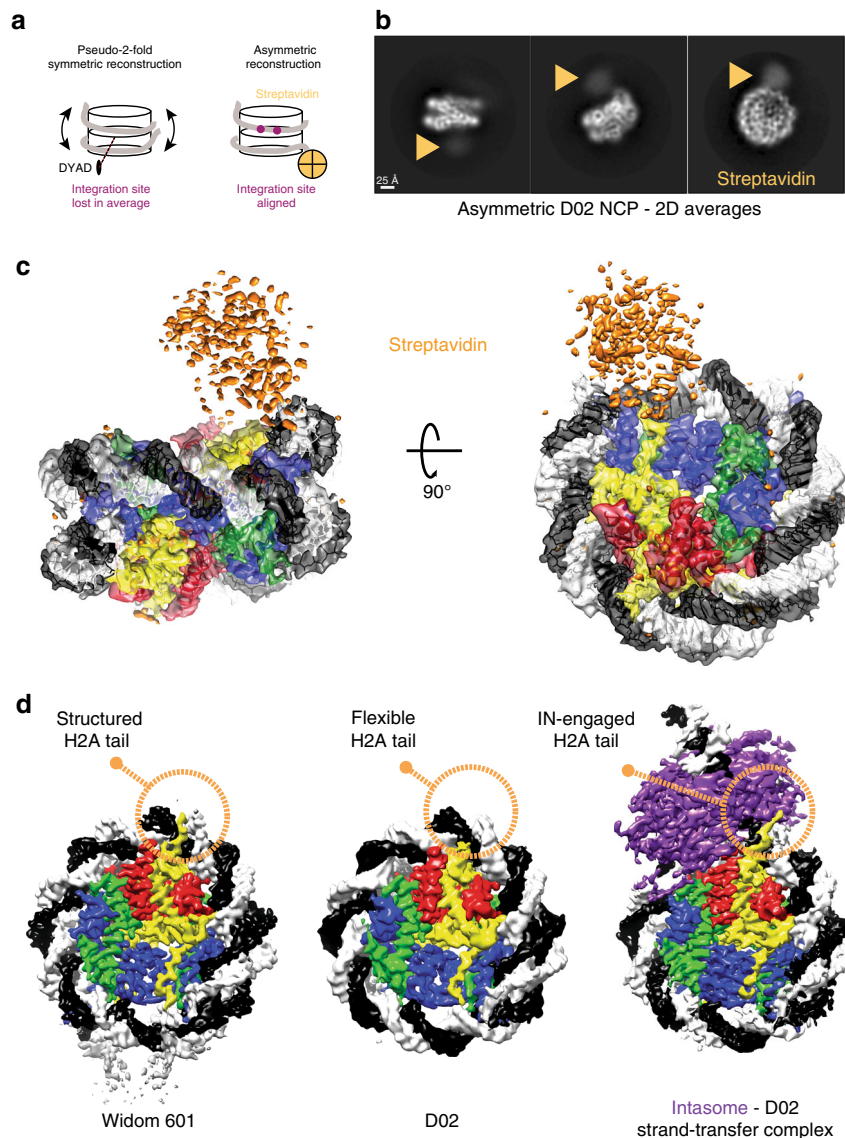 a
Pseudo-2-fold
symmetric reconstruction
DYAD
Integration site
lost in average
Asymmetric
reconstruction
Streptavidin
Integration site
aligned
b
25 Å
Streptavidin
Asymmetric D02 NCP - 2D averages
c
Streptavidin
90°
d
Structured
H2A tail
Flexible
H2A tail
IN-engaged
H2A tail
Widom 601
D02
Intasome - D02
strand-transfer complex